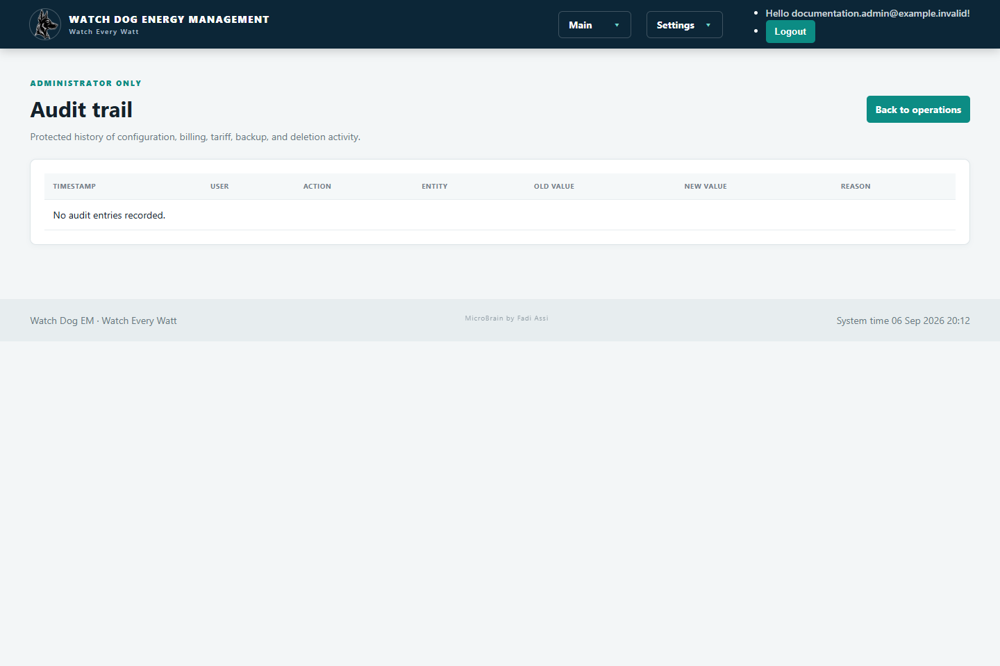 WATCH DOG ENERGY MANAGEMENT
Watch Every Watt
Main
Settings
Hello documentation.admin@example.invalid!
Logout
ADMINISTRATOR ONLY
Audit trail
Back to operations
Protected history of configuration, billing, tariff, backup, and deletion activity.
TIMESTAMP USER ACTION ENTITY OLD VALUE NEW VALUE REASON
No audit entries recorded.
Watch Dog EM · Watch Every Watt
MicroBrain by Fadi Assi
System time 06 Sep 2026 20:12